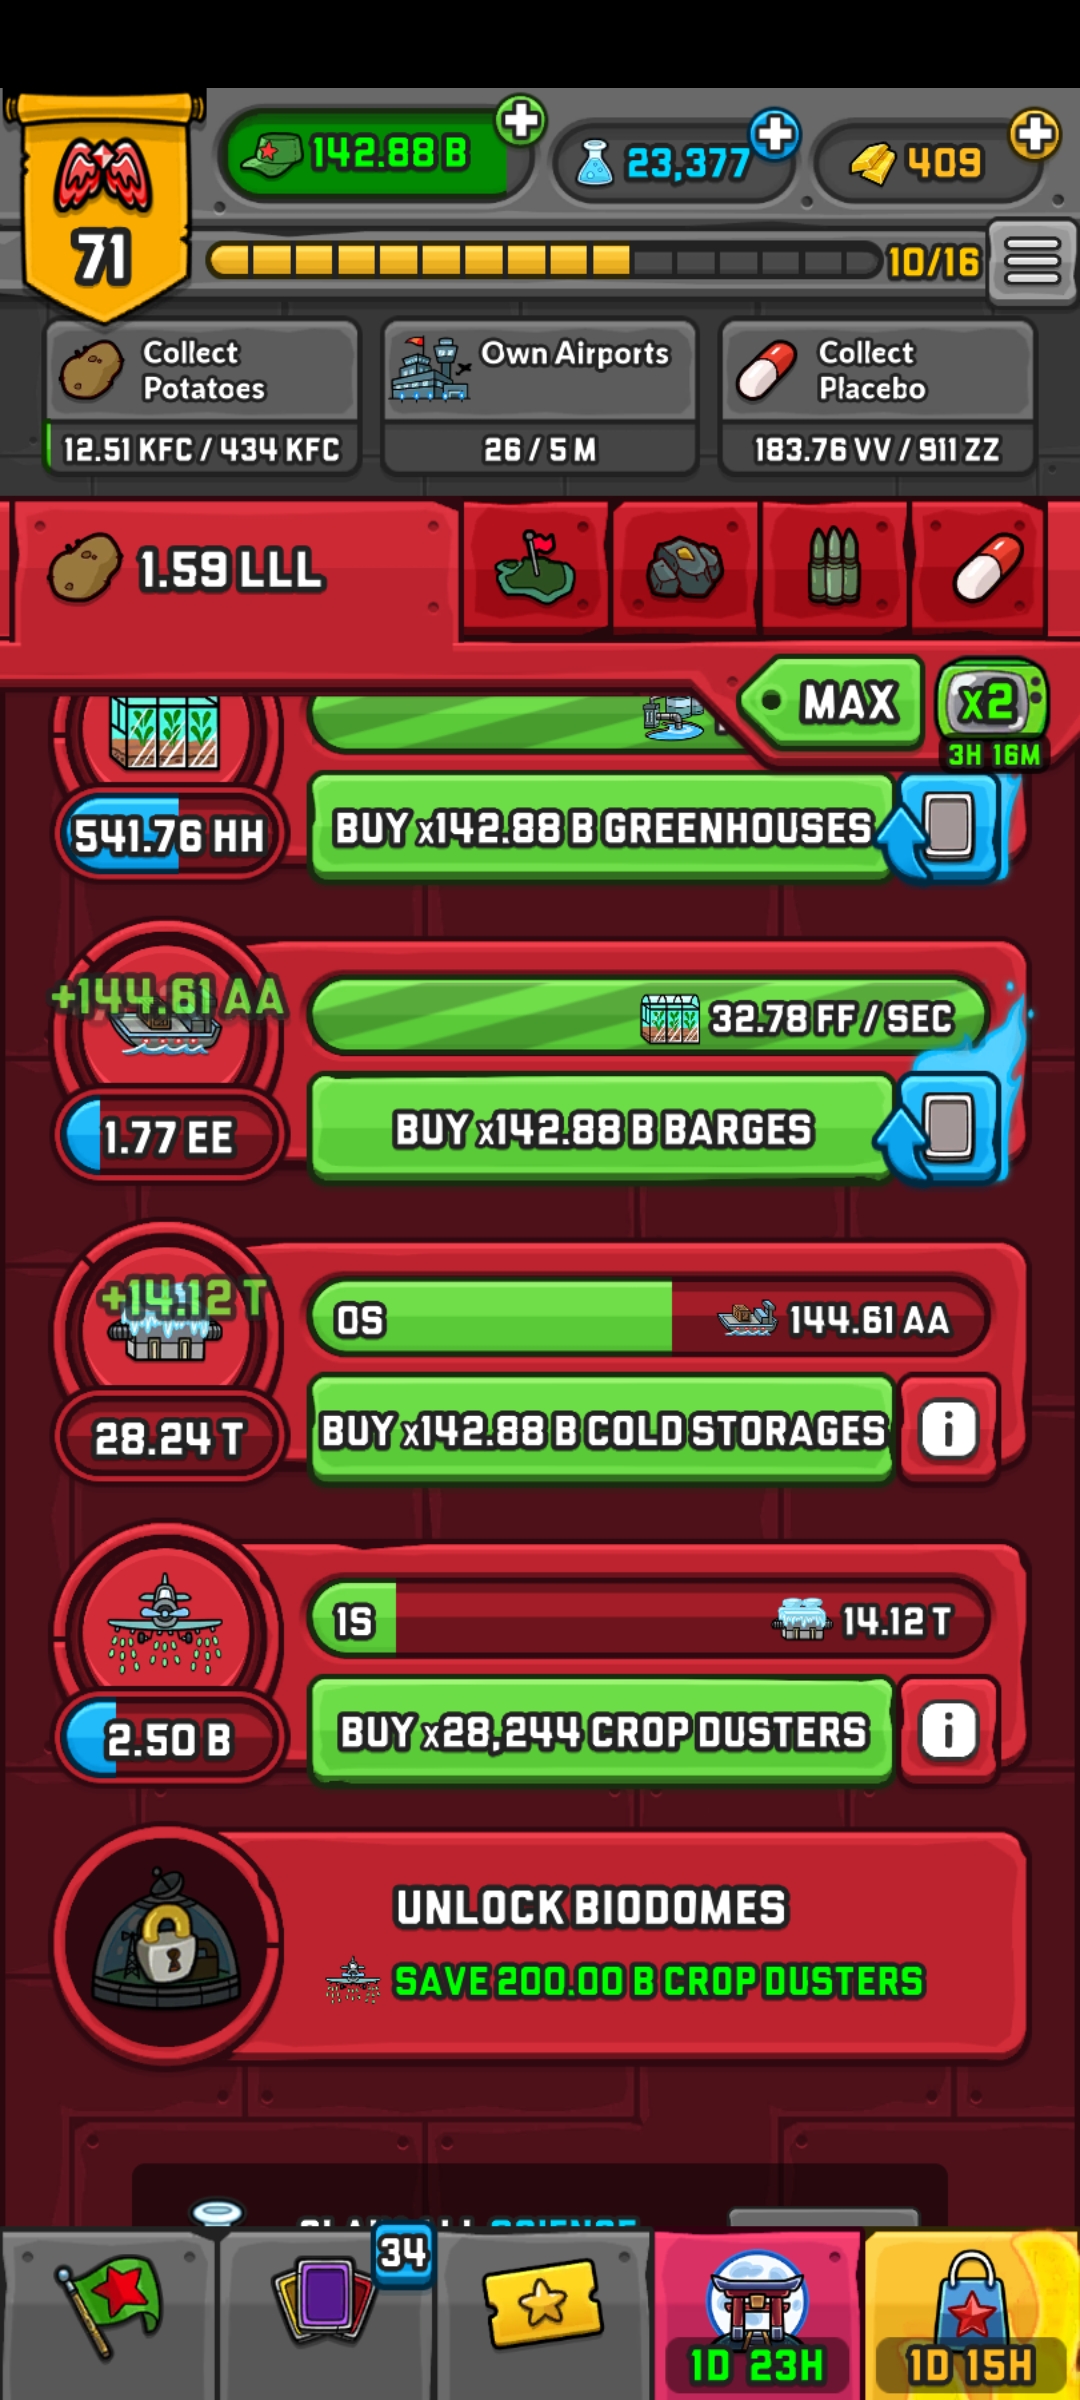 142.88 B
23,377
409
71
10/16
Collect
Potatoes
12.51 KFC / 434 KFC
Own Airports
26 / 5 M
Collect
Placebo
183.76 VV / 911 ZZ
1.59 LLL
MAX
x2
3H 16M
541.76 HH
BUY x142.88 B GREENHOUSES
+144.61 AA
32.78 FF / SEC
1.77 EE
BUY x142.88 B BARGES
+14.12 T
0S
144.61 AA
28.24 T
BUY x142.88 B COLD STORAGES
i
1S
14.12 T
2.50 B
BUY x28,244 CROP DUSTERS
i
UNLOCK BIODOMES
SAVE 200.00 B CROP DUSTERS
34
1D 23H
1D 15H